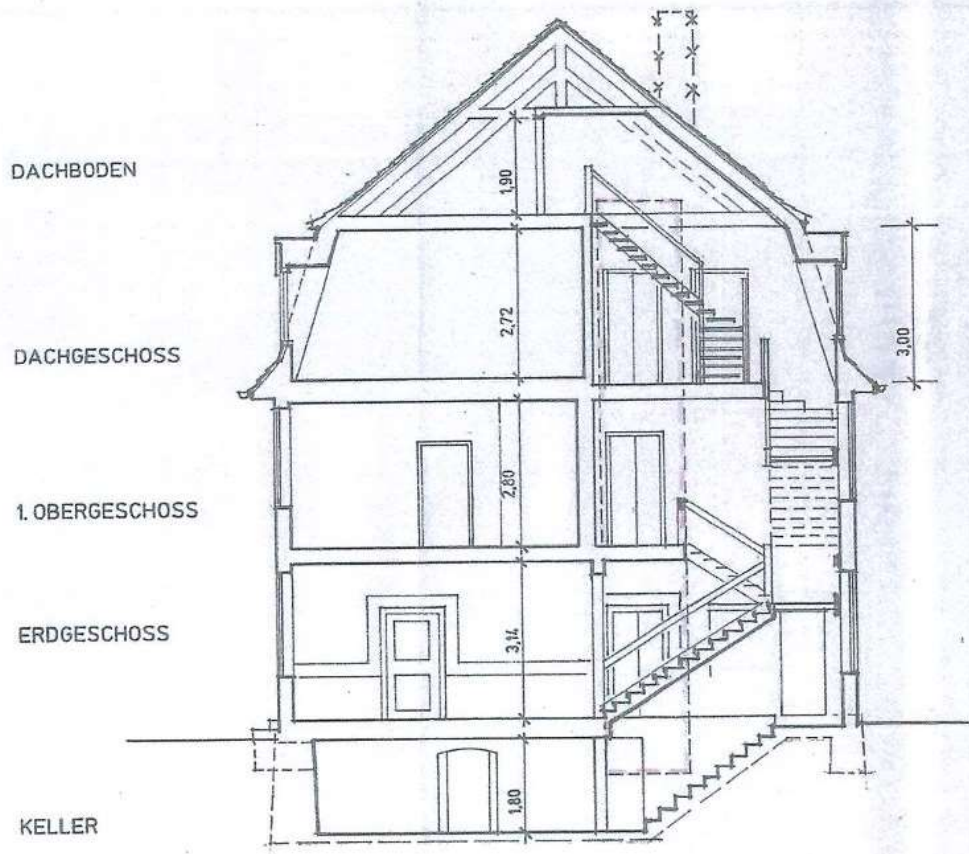 DACHBODEN
1,90
DACHGESCHOSS
2,72
3,00
1. OBERGESCHOSS
2,80
ERDGESCHOSS
3,14
KELLER
1,80